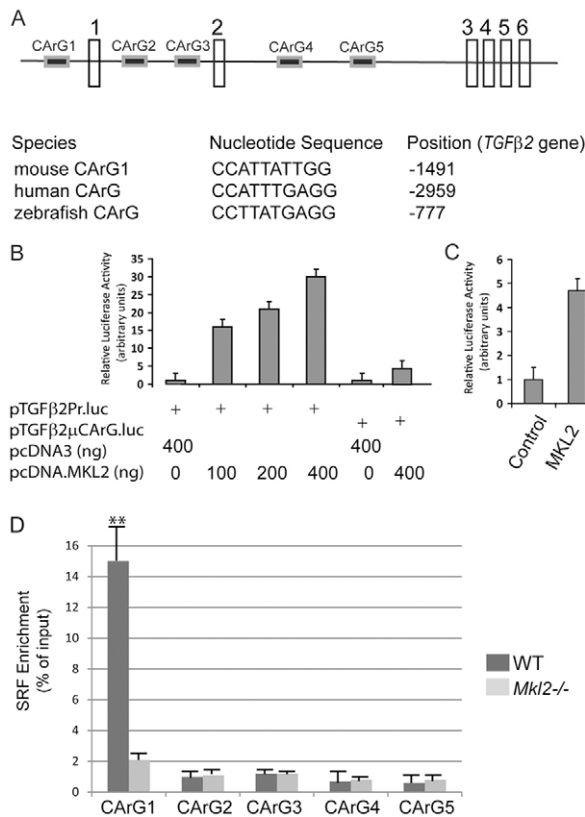 A
1 2 3 4 5 6
CArG1 CArG2 CArG3 CArG4 CArG5
Species Nucleotide Sequence Position (TGFβ2 gene)
mouse CArG1 CCATTATTGG -1491
human CArG CCATTTGAGG -2959
zebrafish CArG CCTTATGAGG -777
B
Relative Luciferase Activity
(arbitrary units)
35
30
25
20
15
10
5
0
pTGFβ2Pr.luc + + + +
pTGFβ2μCArG.luc + +
pcDNA3 (ng) 400 400
pcDNA.MKL2 (ng) 0 100 200 400 0 400
C
Relative Luciferase Activity
(arbitrary units)
6
5
4
3
2
1
0
Control
MKL2
D
**
SRF Enrichment
(% of input)
16
14
12
10
8
6
4
2
0
CArG1 CArG2 CArG3 CArG4 CArG5
WT
Mkl2-/-